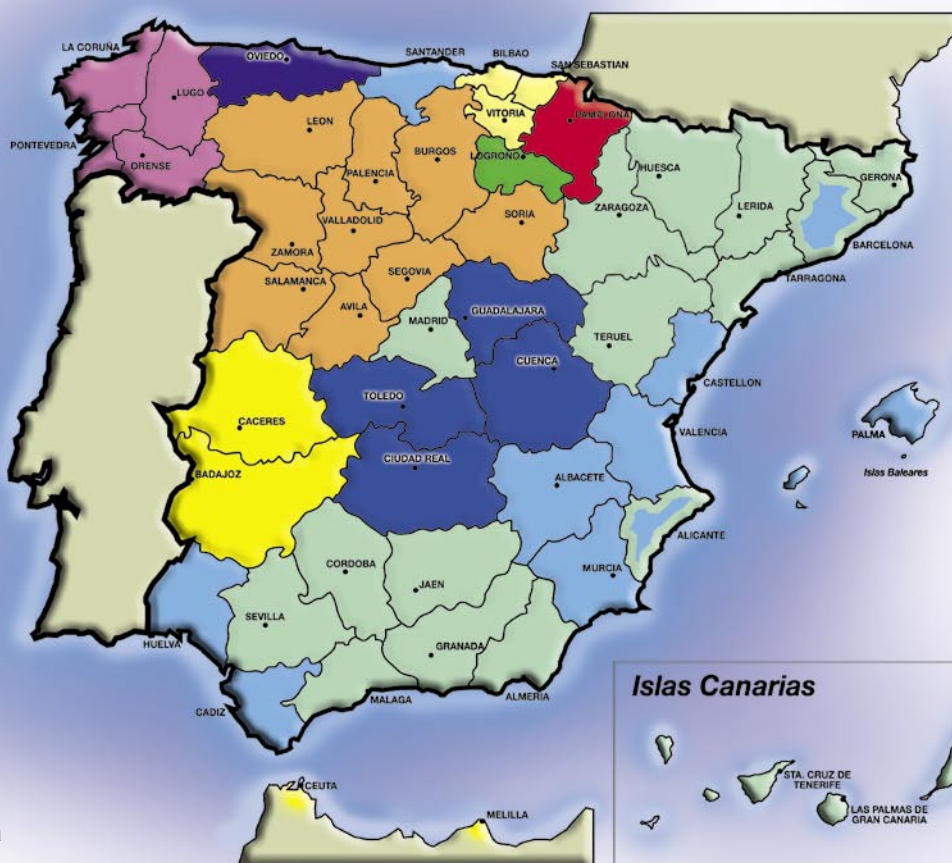 LA CORUÑA
OVIEDO
SANTANDER
BILBAO
SAN SEBASTIAN
LUGO
LEON
VITORIA
PAMPLONA
PONTEVEDRA
ORENSE
PALENCIA
BURGOS
LOGROÑO
HUESCA
GERONA
ZARAGOZA
LERIDA
VALLADOLID
SORIA
BARCELONA
ZAMORA
SEGOVIA
TARRAGONA
SALAMANCA
AVILA
MADRID
GUADALAJARA
TERUEL
CUENCA
CASTELLON
TOLEDO
CACERES
VALENCIA
PALMA
CIUDAD REAL
BADAJOZ
ALBACETE
Islas Baleares
ALICANTE
CORDOBA
MURCIA
JAEN
SEVILLA
HUELVA
GRANADA
CADIZ
MALAGA
ALMERIA
Islas Canarias
CEUTA
MELILLA
STA. CRUZ DE
TENERIFE
LAS PALMAS DE
GRAN CANARIA